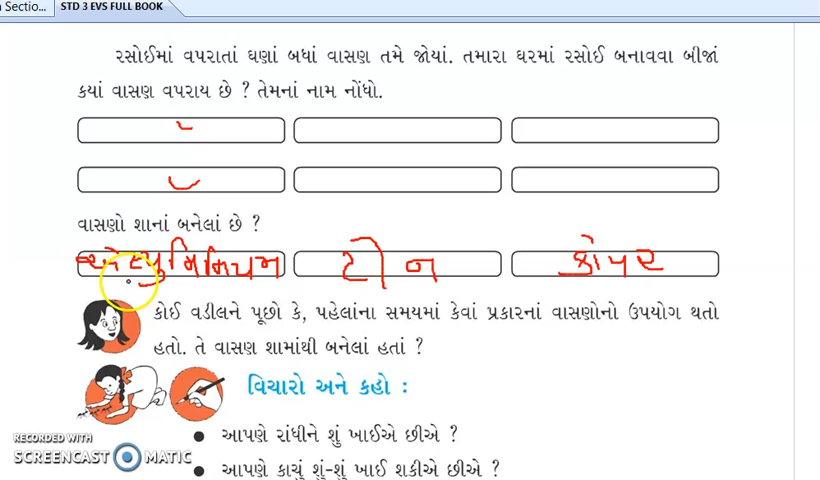 Sectio...
STD 3 EVS FULL BOOK
રસોઈમાં વપરાતાં ઘણાં બધાં વાસણ તમે જોયાં. તમારા ઘરમાં રસોઈ બનાવવા બીજાં
કયાં વાસણ વપરાય છે ? તેમનાં નામ નોંધો.
વાસણો શાનાં બનેલાં છે ?
એલ્યુમિનિયમ ટીન કોપર
કોઈ વડીલને પૂછો કે, પહેલાંના સમયમાં કેવાં પ્રકારનાં વાસણોનો ઉપયોગ થતો
હતો. તે વાસણ શામાંથી બનેલાં હતાં ?
વિચારો અને કહો :
● આપણે રાંધીને શું ખાઈએ છીએ ?
● આપણે કાચું શું-શું ખાઈ શકીએ છીએ ?
RECORDED WITH
SCREENCAST MATIC